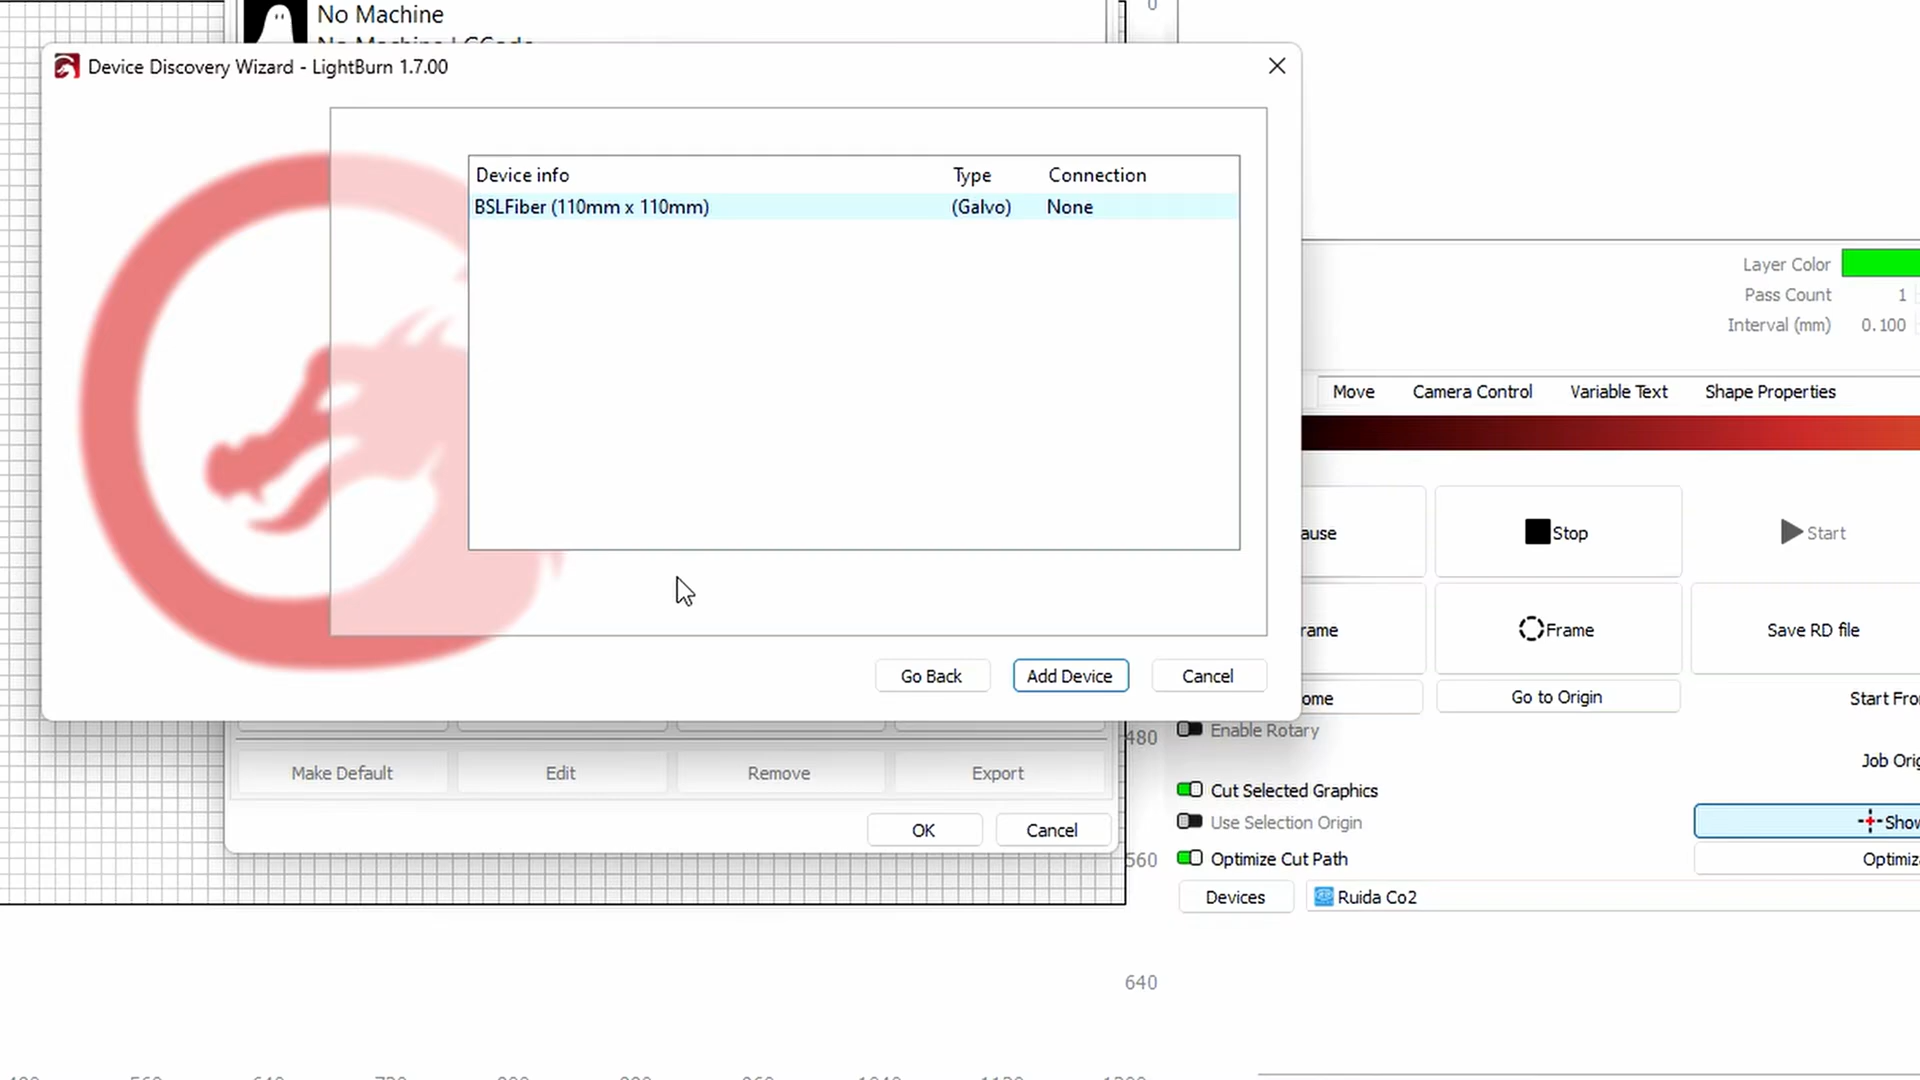 No Machine
Device Discovery Wizard - LightBurn 1.7.00
Device info Type Connection
BSLFiber (110mm x 110mm) (Galvo) None
Go Back Add Device Cancel
Make Default Edit Remove Export
OK Cancel
0
480
560
640
Layer Color
Pass Count 1
Interval (mm) 0.100
Move Camera Control Variable Text Shape Properties
ause Stop Start
rame Frame Save RD file
ome Go to Origin Start Fro
Enable Rotary
Job Orig
Cut Selected Graphics
Use Selection Origin Show
Optimize Cut Path Optimiz
Devices Ruida Co2